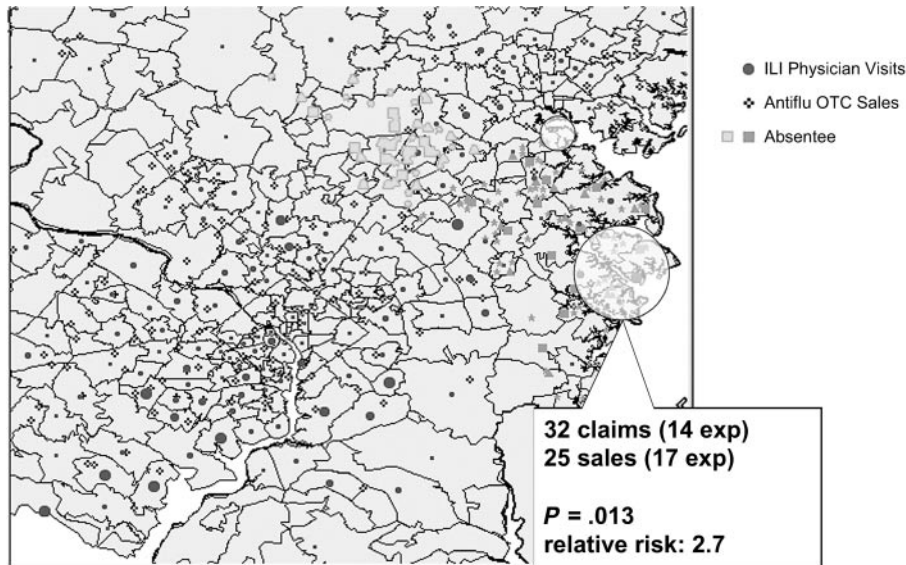 ILI Physician Visits
Antiflu OTC Sales
Absentee
32 claims (14 exp)
25 sales (17 exp)
P = .013
relative risk: 2.7